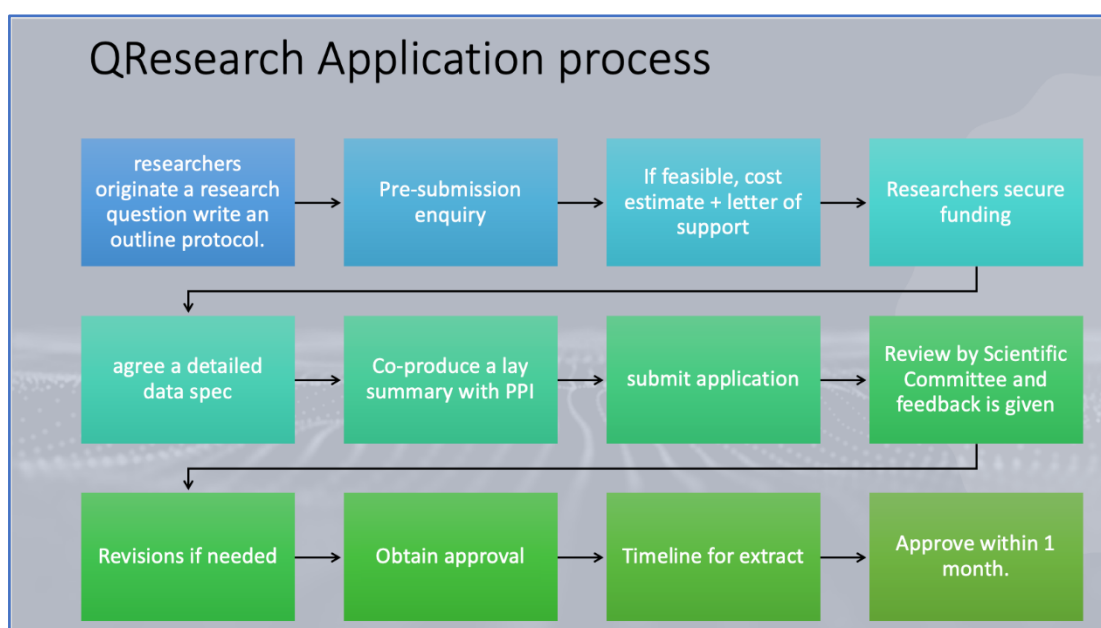 QResearch Application process
researchers
originate a research
question write an
outline protocol.
Pre-submission
enquiry
If feasible, cost
estimate + letter of
support
Researchers secure
funding
agree a detailed
data spec
Co-produce a lay
summary with PPI
submit application
Review by Scientific
Committee and
feedback is given
Revisions if needed
Obtain approval
Timeline for extract
Approve within 1
month.